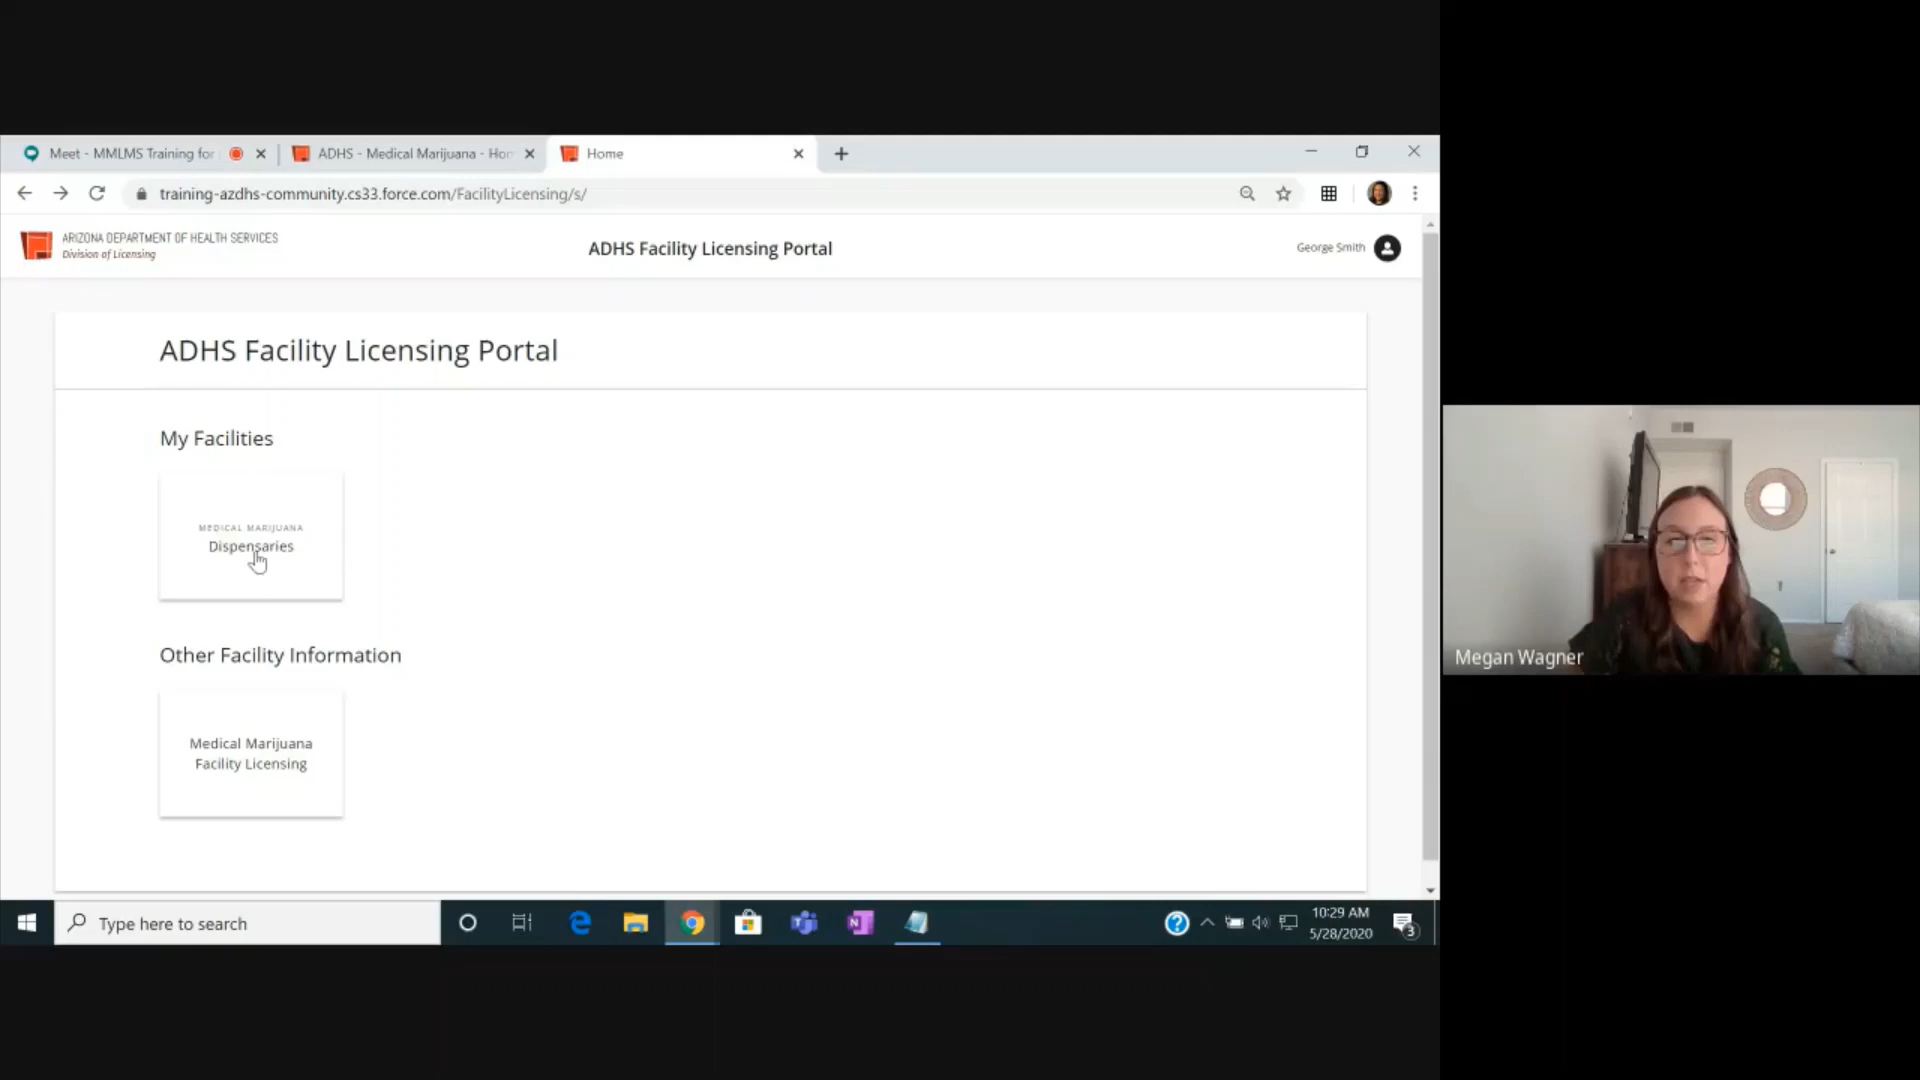 Meet - MMLMS Training for
ADHS - Medical Marijuana - Hor
Home
training-azdhs-community.cs33.force.com/FacilityLicensing/s/
ARIZONA DEPARTMENT OF HEALTH SERVICES
Division of Licensing
ADHS Facility Licensing Portal
George Smith
ADHS Facility Licensing Portal
My Facilities
MEDICAL MARIJUANA
Dispensaries
Other Facility Information
Medical Marijuana
Facility Licensing
Megan Wagner
Type here to search
10:29 AM
5/28/2020
3